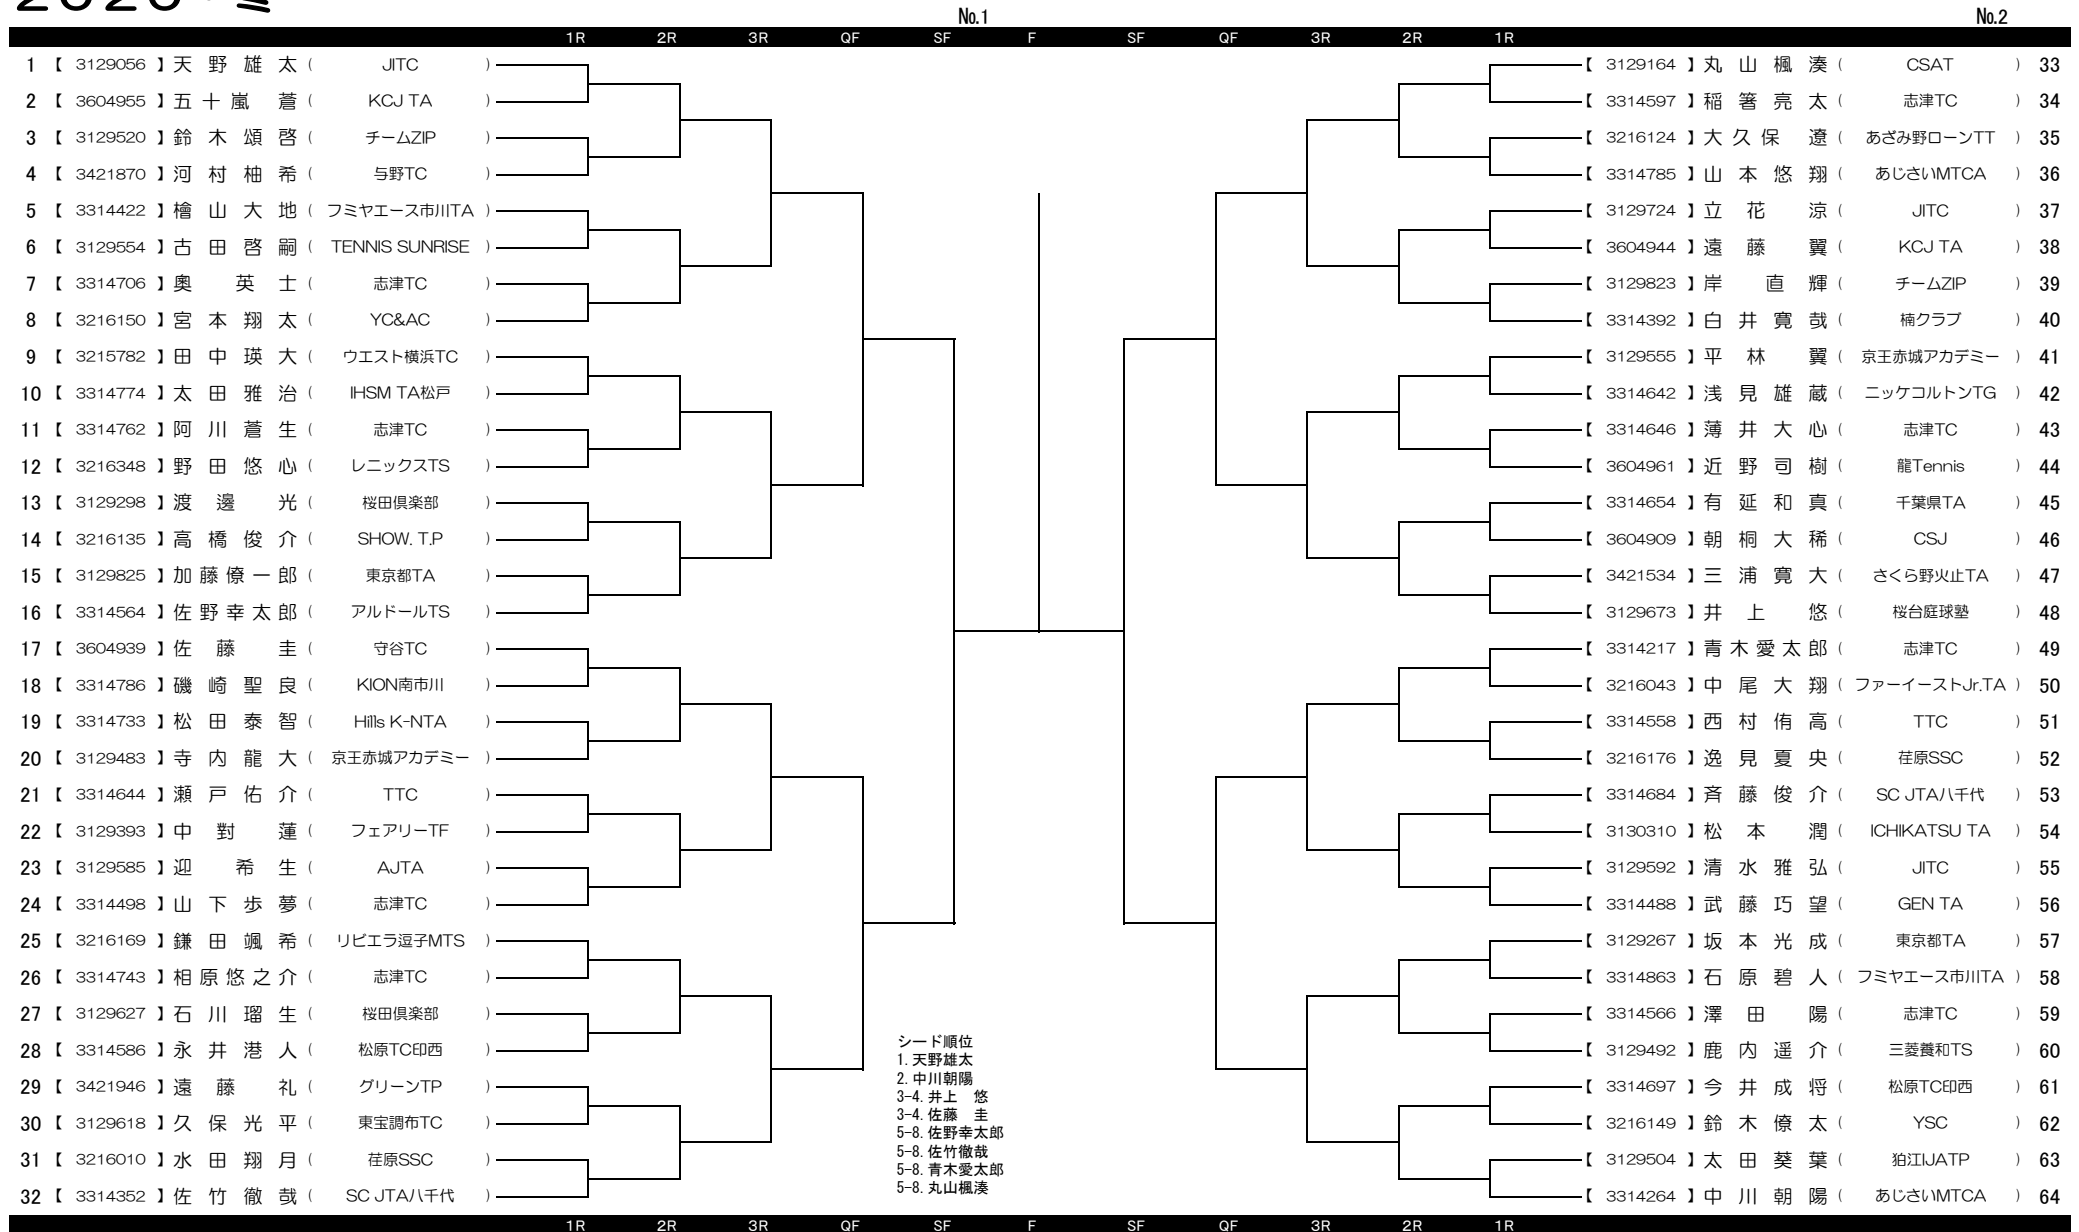 No.1
No.2
1R 2R 3R QF SF F SF QF 3R 2R 1R
1 【 3129056 】 天野雄太 ( JITC )
2 【 3604955 】 五十嵐 蒼 ( KCJ TA )
3 【 3129520 】 鈴木頌啓 ( チームZIP )
4 【 3421870 】 河村柚希 ( 与野TC )
5 【 3314422 】 檜山大地 ( フミヤエース市川TA )
6 【 3129554 】 古田啓嗣 ( TENNIS SUNRISE )
7 【 3314706 】 奥 英士 ( 志津TC )
8 【 3216150 】 宮本翔太 ( YC&AC )
9 【 3215782 】 田中瑛大 ( ウエスト横浜TC )
10 【 3314774 】 太田雅治 ( IHSM TA松戸 )
11 【 3314762 】 阿川蒼生 ( 志津TC )
12 【 3216348 】 野田悠心 ( レニックスTS )
13 【 3129298 】 渡邊 光 ( 桜田倶楽部 )
14 【 3216135 】 高橋俊介 ( SHOW. T.P )
15 【 3129825 】 加藤僚一郎 ( 東京都TA )
16 【 3314564 】 佐野幸太郎 ( アルドールTS )
17 【 3604939 】 佐藤 圭 ( 守谷TC )
18 【 3314786 】 磯崎聖良 ( KION南市川 )
19 【 3314733 】 松田泰智 ( Hills K-NTA )
20 【 3129483 】 寺内龍大 ( 京王赤城アカデミー )
21 【 3314644 】 瀬戸佑介 ( TTC )
22 【 3129393 】 中對 蓮 ( フェアリーTF )
23 【 3129585 】 迎 希生 ( AJTA )
24 【 3314498 】 山下歩夢 ( 志津TC )
25 【 3216169 】 鎌田颯希 ( リビエラ逗子MTS )
26 【 3314743 】 相原悠之介 ( 志津TC )
27 【 3129627 】 石川瑠生 ( 桜田倶楽部 )
28 【 3314586 】 永井港人 ( 松原TC印西 )
29 【 3421946 】 遠藤 礼 ( グリーンTP )
30 【 3129618 】 久保光平 ( 東宝調布TC )
31 【 3216010 】 水田翔月 ( 荏原SSC )
32 【 3314352 】 佐竹徹哉 ( SC JTA八千代 )
シード順位
1. 天野雄太
2. 中川朝陽
3-4. 井上 悠
3-4. 佐藤 圭
5-8. 佐野幸太郎
5-8. 佐竹徹哉
5-8. 青木愛太郎
5-8. 丸山楓湊
【 3129164 】 丸山楓湊 ( CSAT ) 33
【 3314597 】 稲箸亮太 ( 志津TC ) 34
【 3216124 】 大久保 遼 ( あざみ野ローンTT ) 35
【 3314785 】 山本悠翔 ( あじさいMTCA ) 36
【 3129724 】 立花 涼 ( JITC ) 37
【 3604944 】 遠藤 翼 ( KCJ TA ) 38
【 3129823 】 岸 直輝 ( チームZIP ) 39
【 3314392 】 白井寛哉 ( 楠クラブ ) 40
【 3129555 】 平林 翼 ( 京王赤城アカデミー ) 41
【 3314642 】 浅見雄蔵 ( ニッケコルトンTG ) 42
【 3314646 】 薄井大心 ( 志津TC ) 43
【 3604961 】 近野司樹 ( 龍Tennis ) 44
【 3314654 】 有延和真 ( 千葉県TA ) 45
【 3604909 】 朝桐大稀 ( CSJ ) 46
【 3421534 】 三浦寛大 ( さくら野火止TA ) 47
【 3129673 】 井上 悠 ( 桜台庭球塾 ) 48
【 3314217 】 青木愛太郎 ( 志津TC ) 49
【 3216043 】 中尾大翔 ( ファーイーストJr.TA ) 50
【 3314558 】 西村侑高 ( TTC ) 51
【 3216176 】 逸見夏央 ( 荏原SSC ) 52
【 3314684 】 斉藤俊介 ( SC JTA八千代 ) 53
【 3130310 】 松本 潤 ( ICHIKATSU TA ) 54
【 3129592 】 清水雅弘 ( JITC ) 55
【 3314488 】 武藤巧望 ( GEN TA ) 56
【 3129267 】 坂本光成 ( 東京都TA ) 57
【 3314863 】 石原碧人 ( フミヤエース市川TA ) 58
【 3314566 】 澤田 陽 ( 志津TC ) 59
【 3129492 】 鹿内遥介 ( 三菱養和TS ) 60
【 3314697 】 今井成将 ( 松原TC印西 ) 61
【 3216149 】 鈴木僚太 ( YSC ) 62
【 3129504 】 太田葵葉 ( 狛江IJATP ) 63
【 3314264 】 中川朝陽 ( あじさいMTCA ) 64
1R 2R 3R QF SF F SF QF 3R 2R 1R